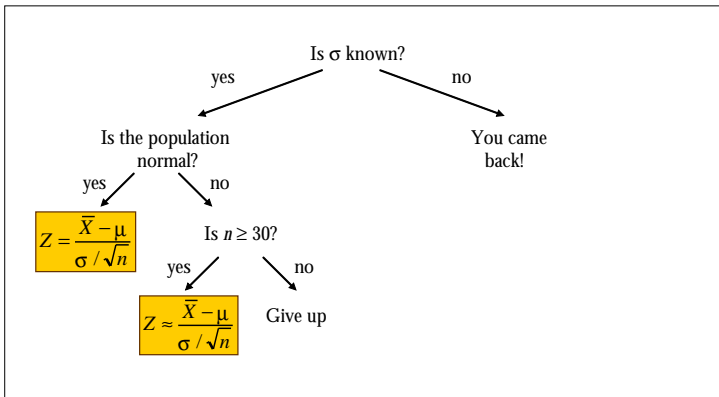 Is σ known?
yes
no
Is the population
normal?
You came
back!
yes
no
Z = (X̅ − μ) / (σ / √n)
Is n ≥ 30?
yes
no
Z ≈ (X̅ − μ) / (σ / √n)
Give up